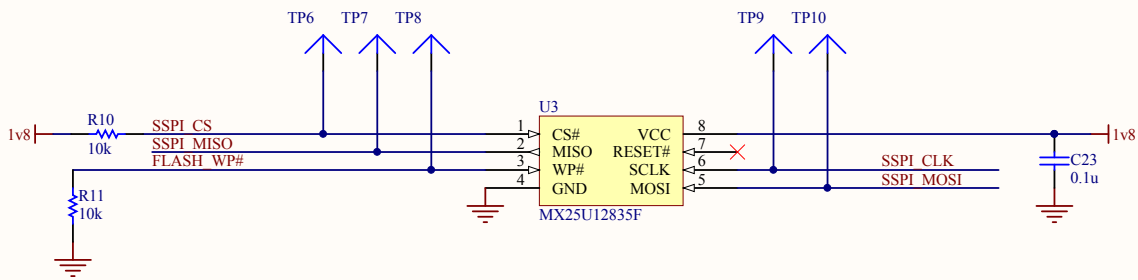 TP6 TP7 TP8 TP9 TP10
U3
R10
10k
1v8
SSPI_CS
SSPI_MISO
FLASH_WP#
1 CS# VCC 8
2 MISO RESET# 7
3 WP# SCLK 6
4 GND MOSI 5
MX25U12835F
SSPI_CLK
SSPI_MOSI
1v8
C23
0.1u
R11
10k